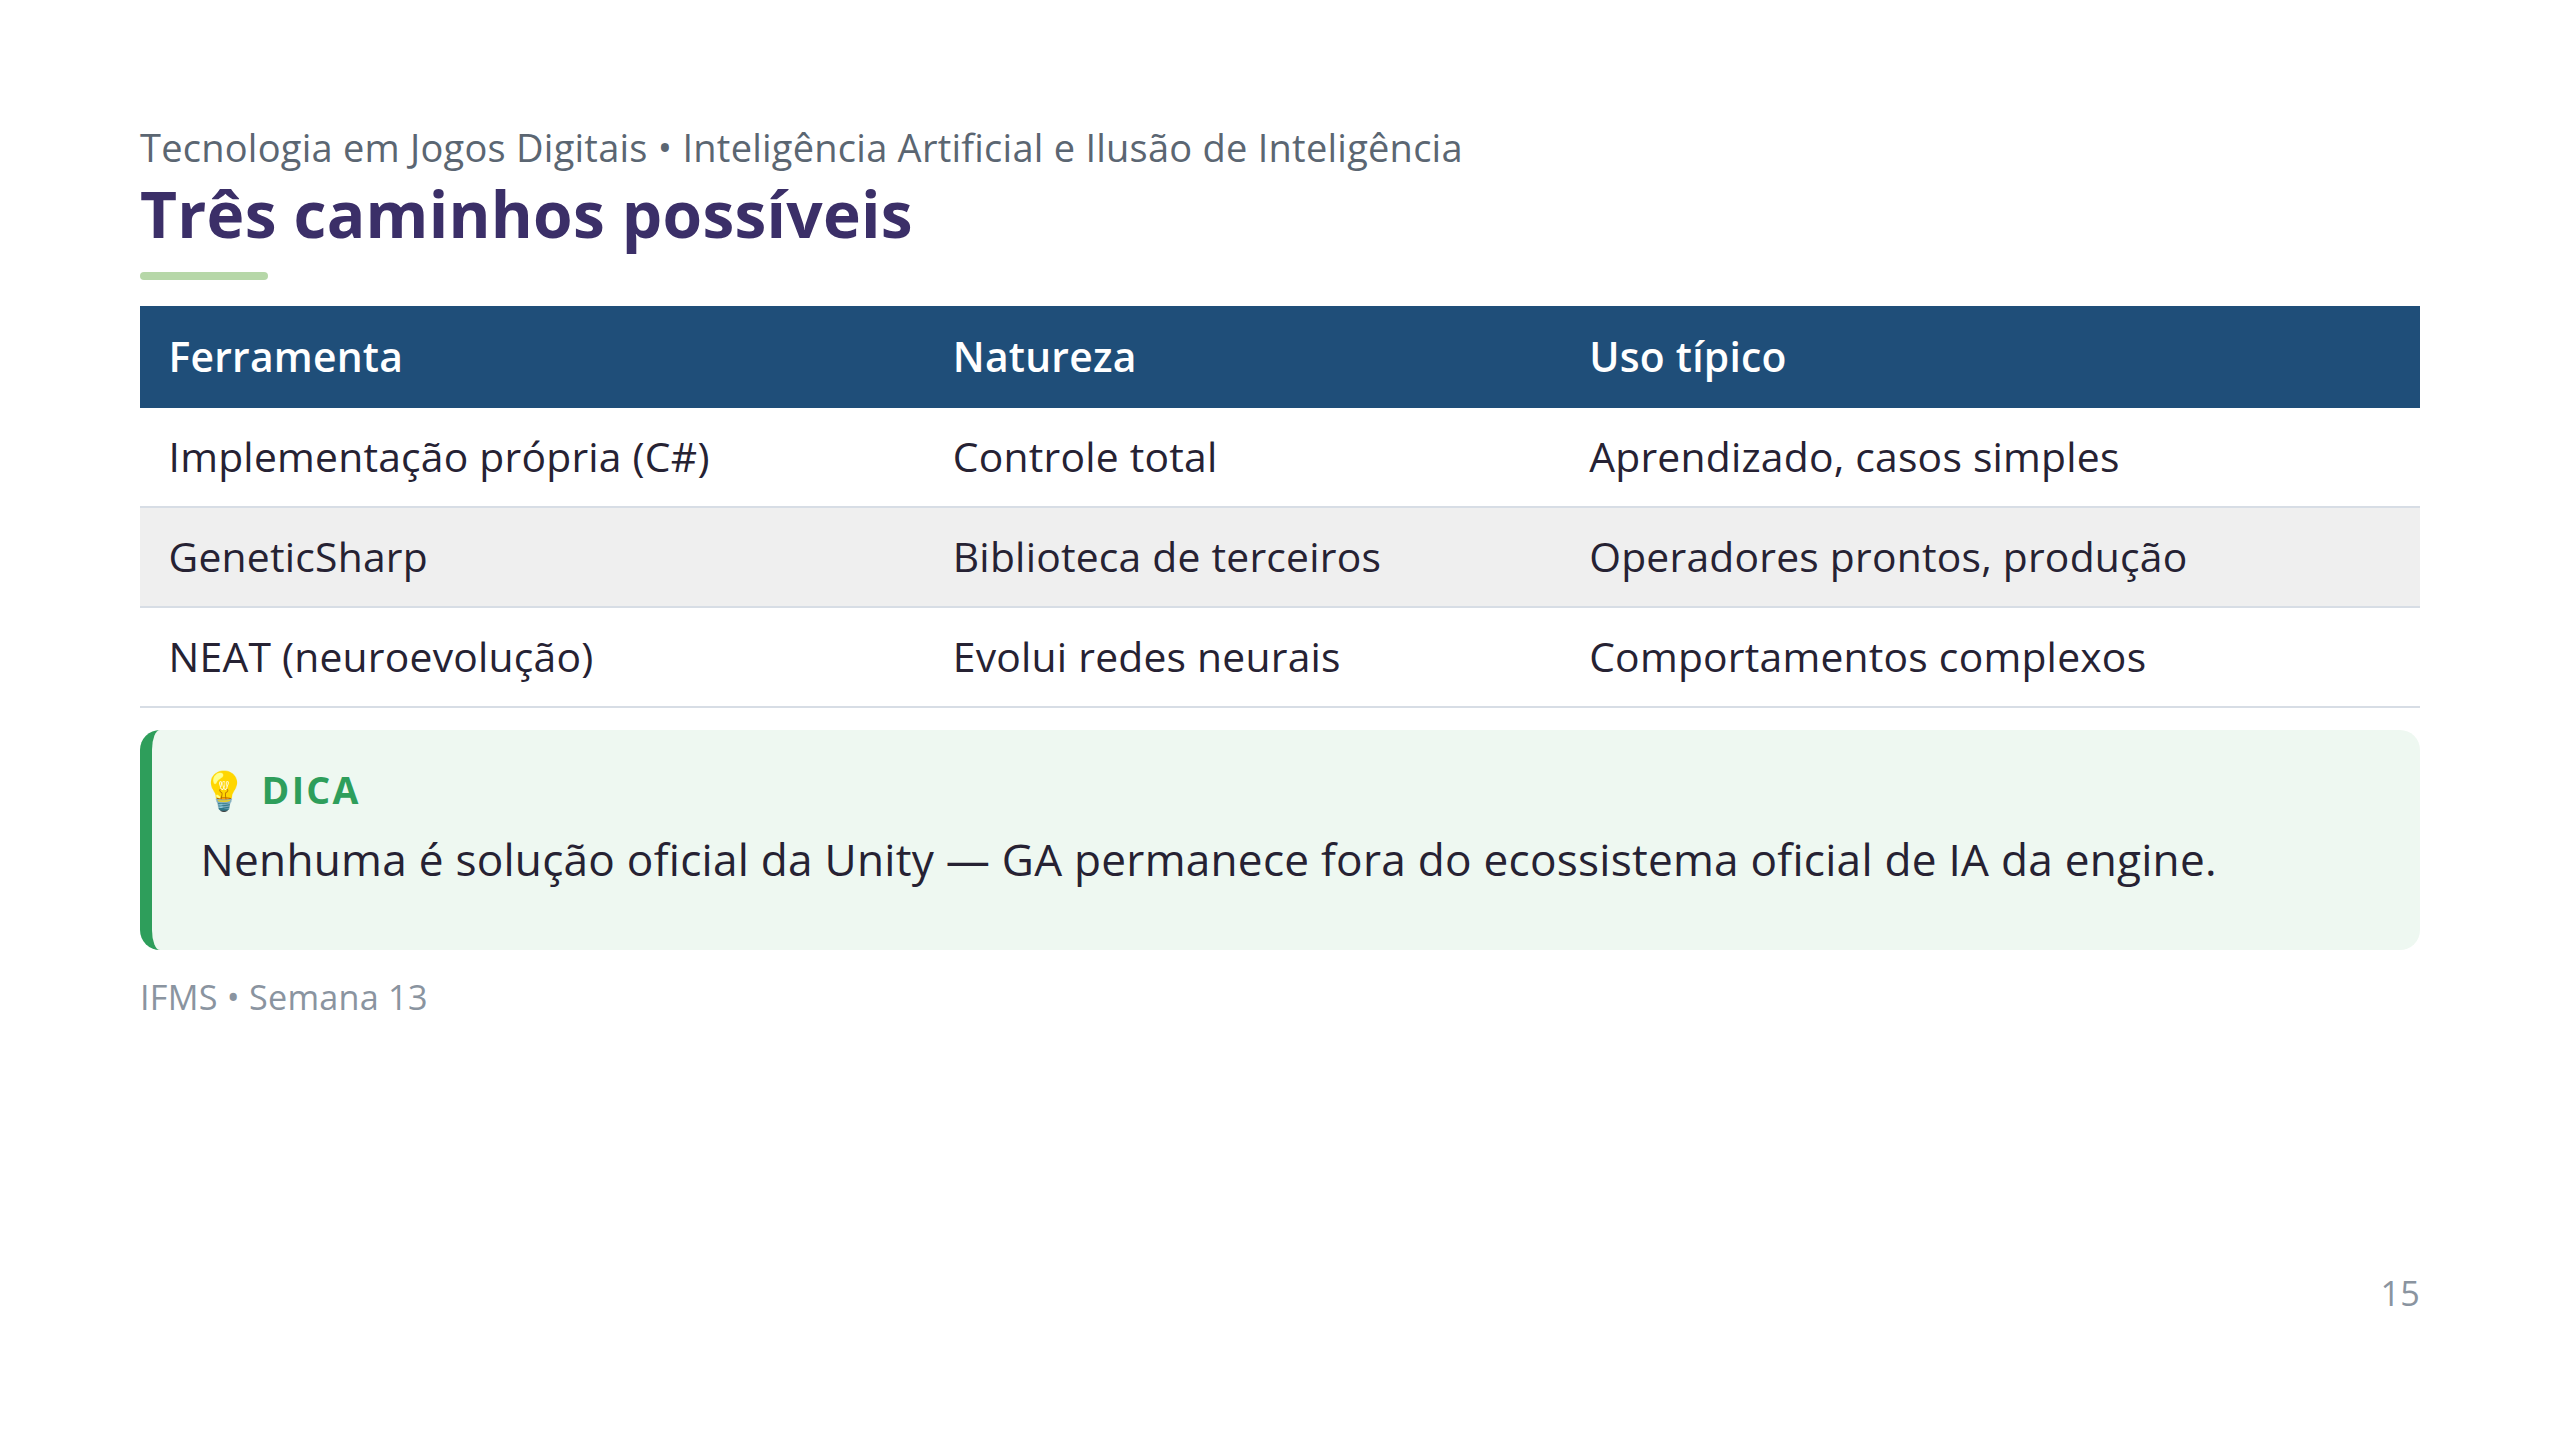 Tecnologia em Jogos Digitais • Inteligência Artificial e Ilusão de Inteligência
Três caminhos possíveis
Ferramenta Natureza Uso típico
Implementação própria (C#) Controle total Aprendizado, casos simples
GeneticSharp Biblioteca de terceiros Operadores prontos, produção
NEAT (neuroevolução) Evolui redes neurais Comportamentos complexos
💡 DICA
Nenhuma é solução oficial da Unity — GA permanece fora do ecossistema oficial de IA da engine.
IFMS • Semana 13
15